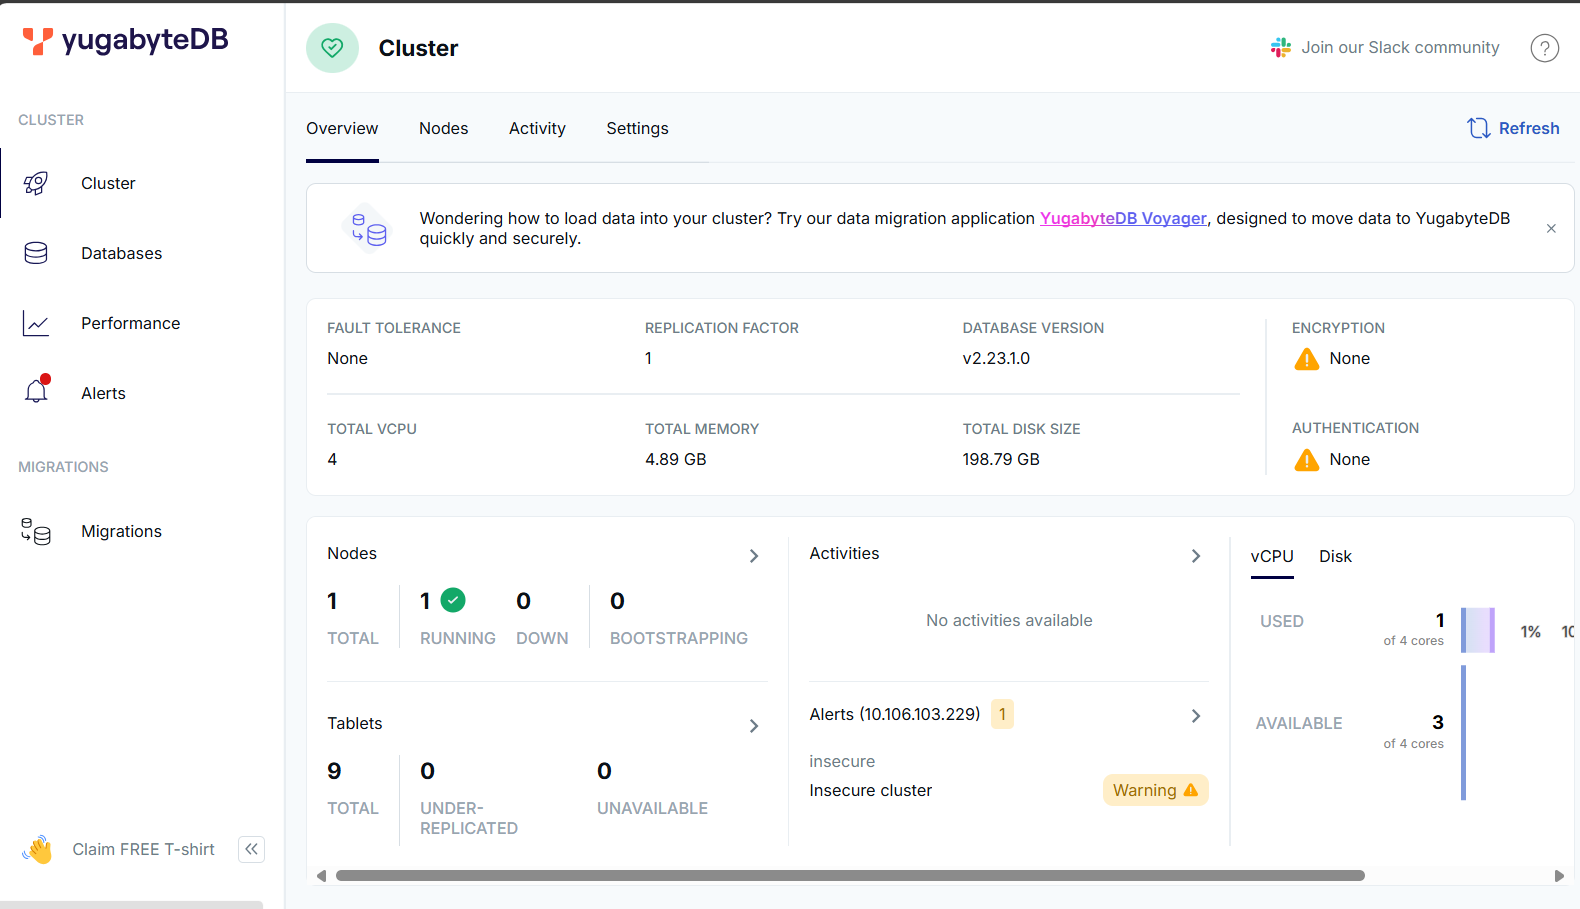 yugabyteDB
Cluster
Join our Slack community
?
CLUSTER
Cluster
Databases
Performance
Alerts
MIGRATIONS
Migrations
Claim FREE T-shirt
Overview Nodes Activity Settings
Refresh
Wondering how to load data into your cluster? Try our data migration application YugabyteDB Voyager, designed to move data to YugabyteDB
quickly and securely.
FAULT TOLERANCE
None
REPLICATION FACTOR
1
DATABASE VERSION
v2.23.1.0
ENCRYPTION
None
TOTAL VCPU
4
TOTAL MEMORY
4.89 GB
TOTAL DISK SIZE
198.79 GB
AUTHENTICATION
None
Nodes
1
TOTAL
1
RUNNING
0
DOWN
0
BOOTSTRAPPING
Tablets
9
TOTAL
0
UNDER-
REPLICATED
0
UNAVAILABLE
Activities
No activities available
Alerts (10.106.103.229) 1
insecure
Insecure cluster
Warning
vCPU Disk
USED
1
of 4 cores
1%
AVAILABLE
3
of 4 cores